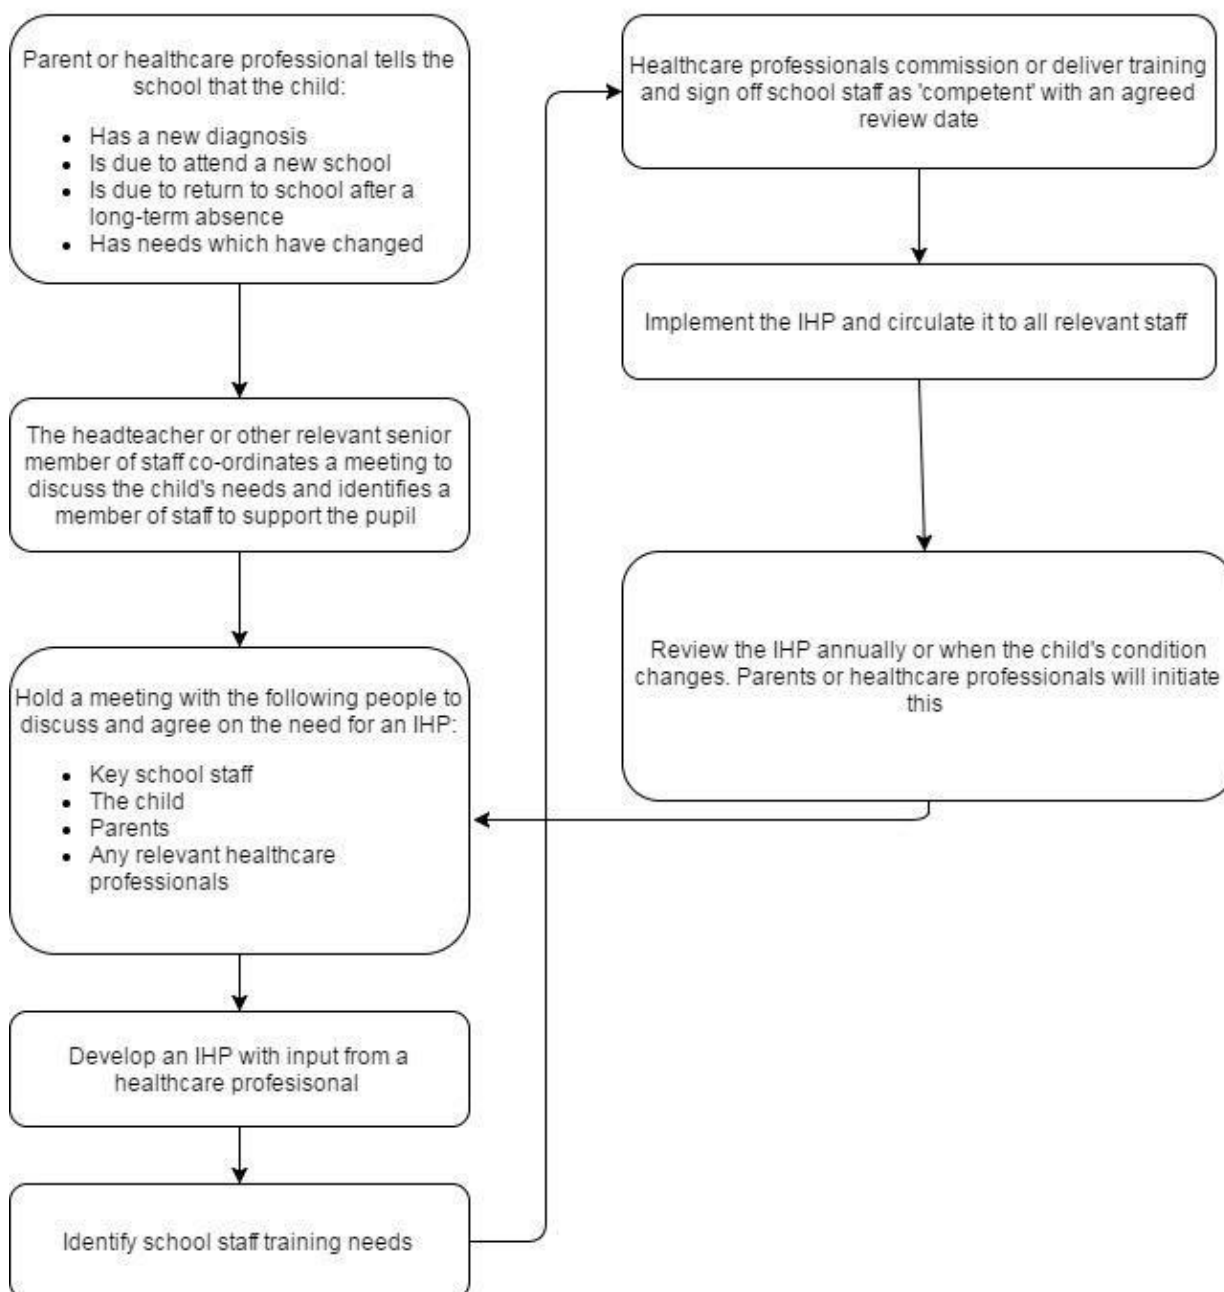 Parent or healthcare professional tells the
school that the child:
• Has a new diagnosis
• Is due to attend a new school
• Is due to return to school after a
long-term absence
• Has needs which have changed
The headteacher or other relevant senior
member of staff co-ordinates a meeting to
discuss the child's needs and identifies a
member of staff to support the pupil
Hold a meeting with the following people to
discuss and agree on the need for an IHP:
• Key school staff
• The child
• Parents
• Any relevant healthcare
professionals
Develop an IHP with input from a
healthcare profesisonal
Identify school staff training needs
Healthcare professionals commission or deliver training
and sign off school staff as 'competent' with an agreed
review date
Implement the IHP and circulate it to all relevant staff
Review the IHP annually or when the child's condition
changes. Parents or healthcare professionals will initiate
this